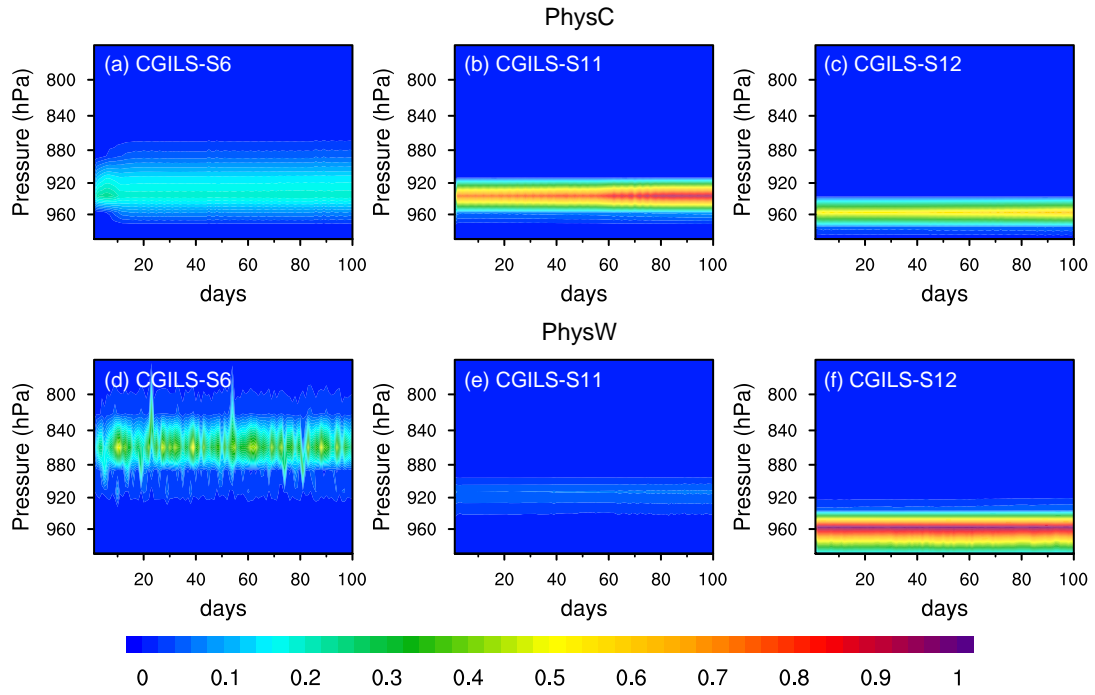 PhysC
(a) CGILS-S6
(b) CGILS-S11
(c) CGILS-S12
Pressure (hPa)
800
840
880
920
960
20 40 60 80 100
days
Pressure (hPa)
800
840
880
920
960
20 40 60 80 100
days
Pressure (hPa)
800
840
880
920
960
20 40 60 80 100
days
PhysW
(d) CGILS-S6
(e) CGILS-S11
(f) CGILS-S12
Pressure (hPa)
800
840
880
920
960
20 40 60 80 100
days
Pressure (hPa)
800
840
880
920
960
20 40 60 80 100
days
Pressure (hPa)
800
840
880
920
960
20 40 60 80 100
days
0 0.1 0.2 0.3 0.4 0.5 0.6 0.7 0.8 0.9 1